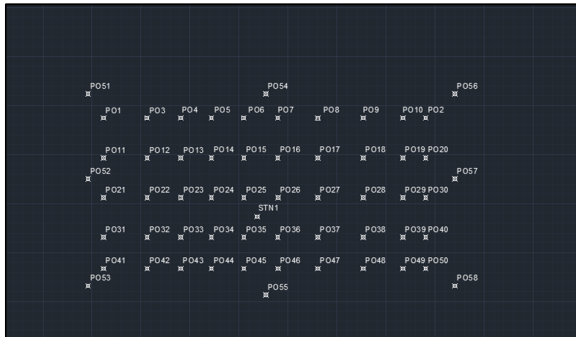 PO51 PO54 PO56
PO1 PO3 PO4 PO5 PO6 PO7 PO8 PO9 PO10 PO2
PO11 PO12 PO13 PO14 PO15 PO16 PO17 PO18 PO19 PO20
PO52 PO57
PO21 PO22 PO23 PO24 PO25 PO26 PO27 PO28 PO29 PO30
STN1
PO31 PO32 PO33 PO34 PO35 PO36 PO37 PO38 PO39 PO40
PO41 PO42 PO43 PO44 PO45 PO46 PO47 PO48 PO49 PO50
PO53 PO58
PO55